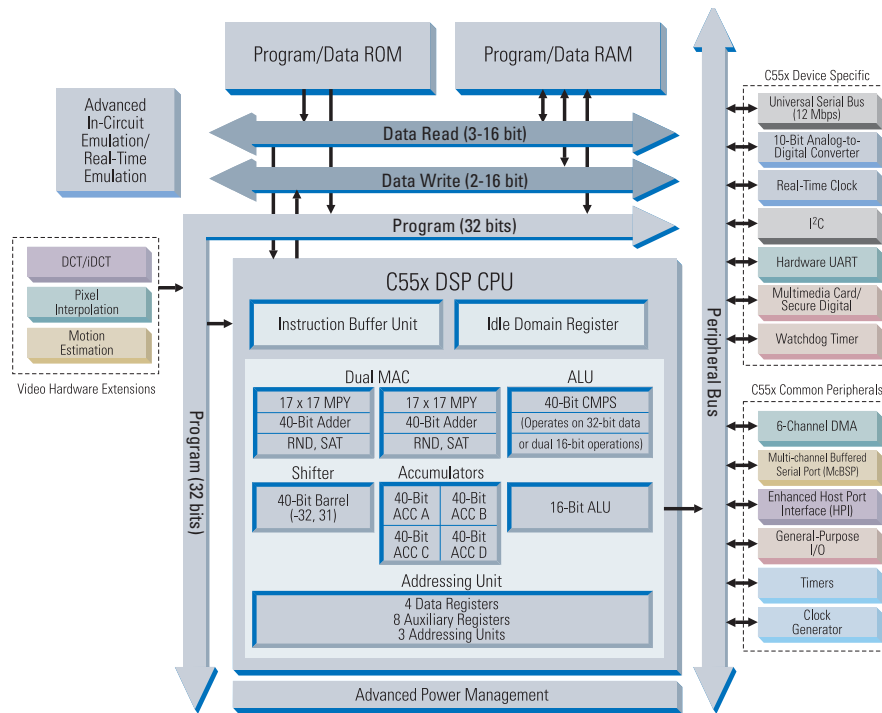 Program/Data ROM
Program/Data RAM
Advanced
In-Circuit
Emulation/
Real-Time
Emulation
Data Read (3-16 bit)
Data Write (2-16 bit)
Program (32 bits)
DCT/iDCT
Pixel
Interpolation
Motion
Estimation
Video Hardware Extensions
Program (32 bits)
C55x DSP CPU
Instruction Buffer Unit
Idle Domain Register
Dual MAC
17 x 17 MPY
40-Bit Adder
RND, SAT
17 x 17 MPY
40-Bit Adder
RND, SAT
ALU
40-Bit CMPS
(Operates on 32-bit data
or dual 16-bit operations)
Shifter
40-Bit Barrel
(-32, 31)
Accumulators
40-Bit
ACC A
40-Bit
ACC B
40-Bit
ACC C
40-Bit
ACC D
16-Bit ALU
Addressing Unit
4 Data Registers
8 Auxiliary Registers
3 Addressing Units
Advanced Power Management
Peripheral Bus
C55x Device Specific
Universal Serial Bus
(12 Mbps)
10-Bit Analog-to-
Digital Converter
Real-Time Clock
I²C
Hardware UART
Multimedia Card/
Secure Digital
Watchdog Timer
C55x Common Peripherals
6-Channel DMA
Multi-channel Buffered
Serial Port (McBSP)
Enhanced Host Port
Interface (HPI)
General-Purpose
I/O
Timers
Clock
Generator